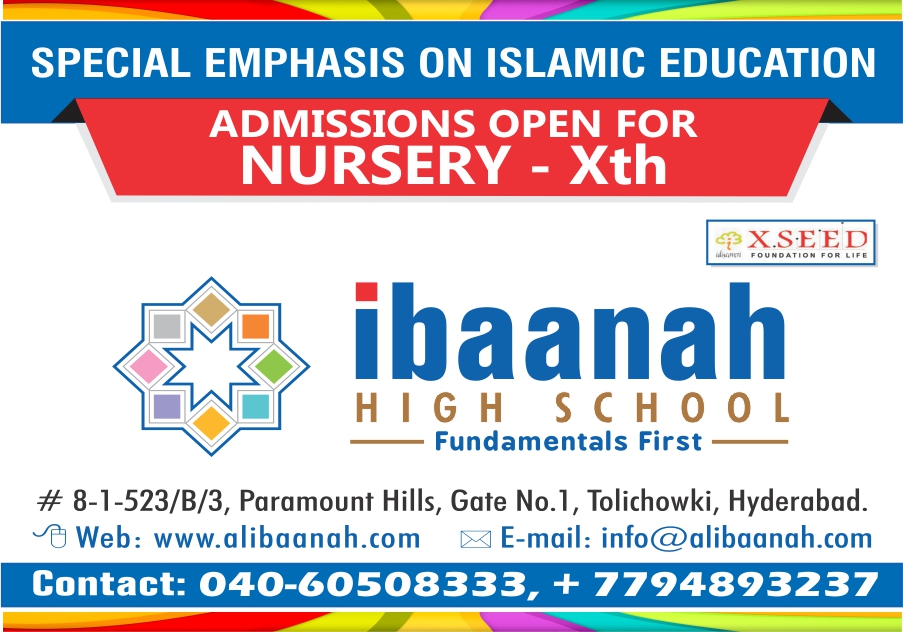 SPECIAL EMPHASIS ON ISLAMIC EDUCATION
ADMISSIONS OPEN FOR
NURSERY - Xth
X.S.E.E.D
FOUNDATION FOR LIFE
ibaanah
HIGH SCHOOL
Fundamentals First
# 8-1-523/B/3, Paramount Hills, Gate No.1, Tolichowki, Hyderabad.
Web: www.alibaanah.com E-mail: info@alibaanah.com
Contact: 040-60508333, + 7794893237